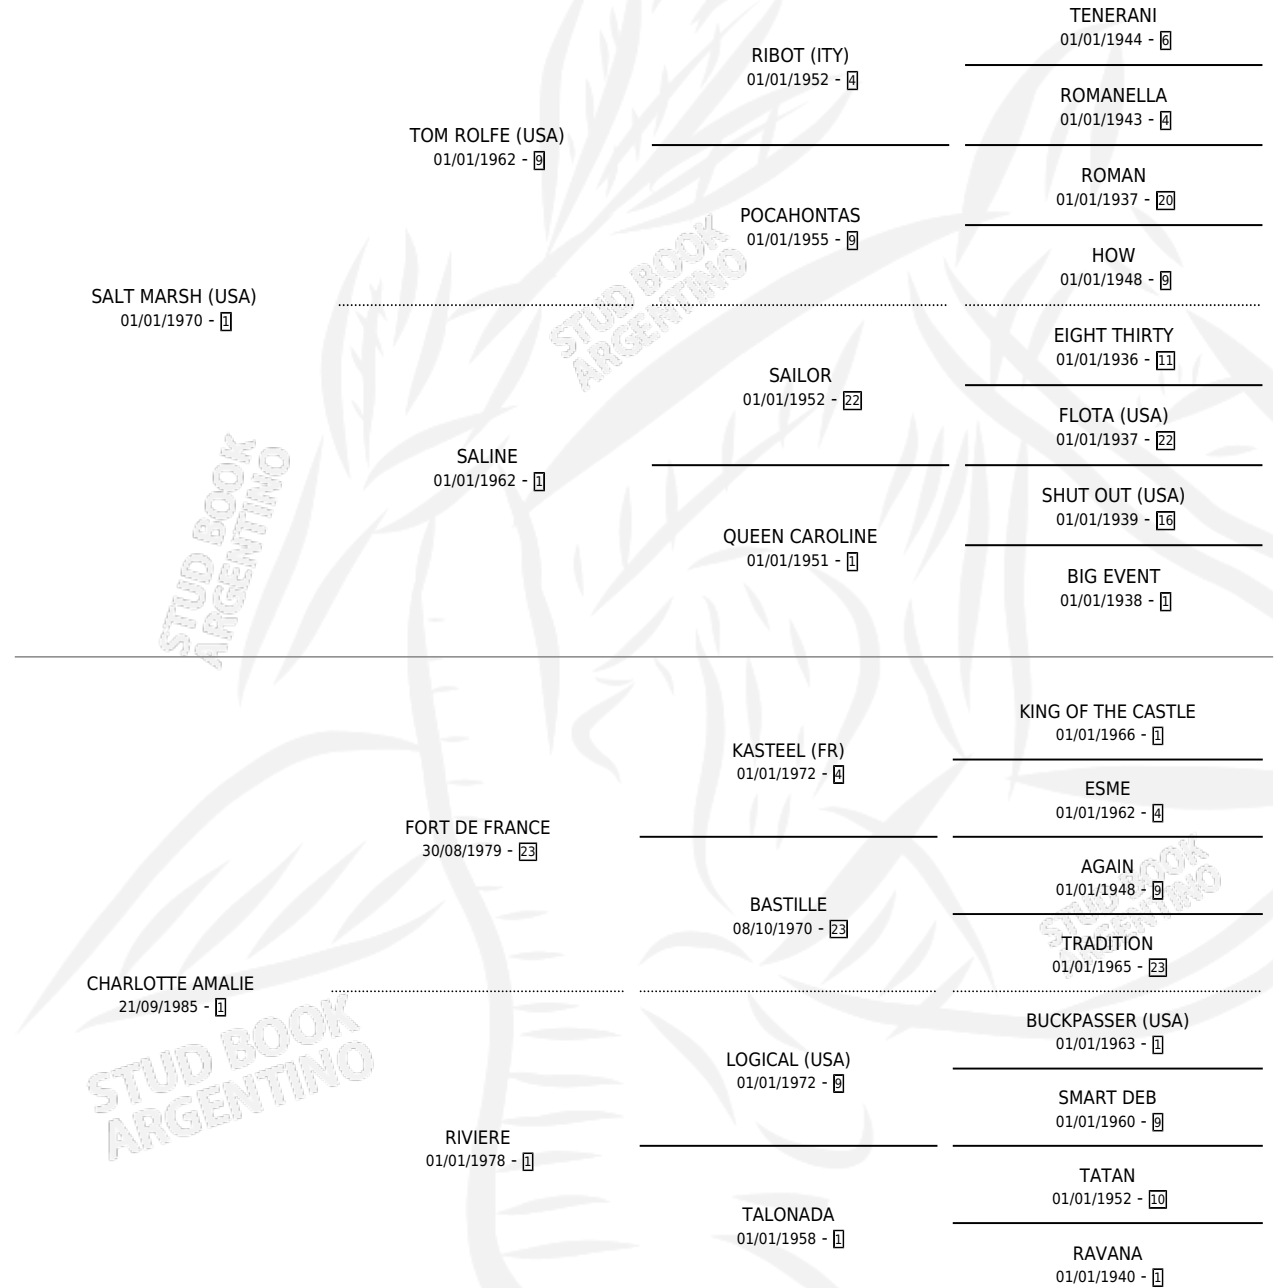 TENERANI
01/01/1944 - 6
RIBOT (ITY)
01/01/1952 - 4
ROMANELLA
01/01/1943 - 4
TOM ROLFE (USA)
01/01/1962 - 9
ROMAN
01/01/1937 - 20
POCAHONTAS
01/01/1955 - 9
HOW
01/01/1948 - 9
SALT MARSH (USA)
01/01/1970 - 1
STUD BOOK
ARGENTINO
EIGHT THIRTY
01/01/1936 - 11
SAILOR
01/01/1952 - 22
FLOTA (USA)
01/01/1937 - 22
SALINE
01/01/1962 - 1
SHUT OUT (USA)
01/01/1939 - 16
QUEEN CAROLINE
01/01/1951 - 1
BIG EVENT
01/01/1938 - 1
STUD BOOK
ARGENTINO
KING OF THE CASTLE
01/01/1966 - 1
KASTEEL (FR)
01/01/1972 - 4
ESME
01/01/1962 - 4
FORT DE FRANCE
30/08/1979 - 23
AGAIN
01/01/1948 - 9
BASTILLE
08/10/1970 - 23
TRADITION
01/01/1965 - 23
STUD BOOK
ARGENTINO
CHARLOTTE AMALIE
21/09/1985 - 1
BUCKPASSER (USA)
01/01/1963 - 1
LOGICAL (USA)
01/01/1972 - 9
SMART DEB
01/01/1960 - 9
STUD BOOK
ARGENTINO
RIVIERE
01/01/1978 - 1
TATAN
01/01/1952 - 10
TALONADA
01/01/1958 - 1
RAVANA
01/01/1940 - 1